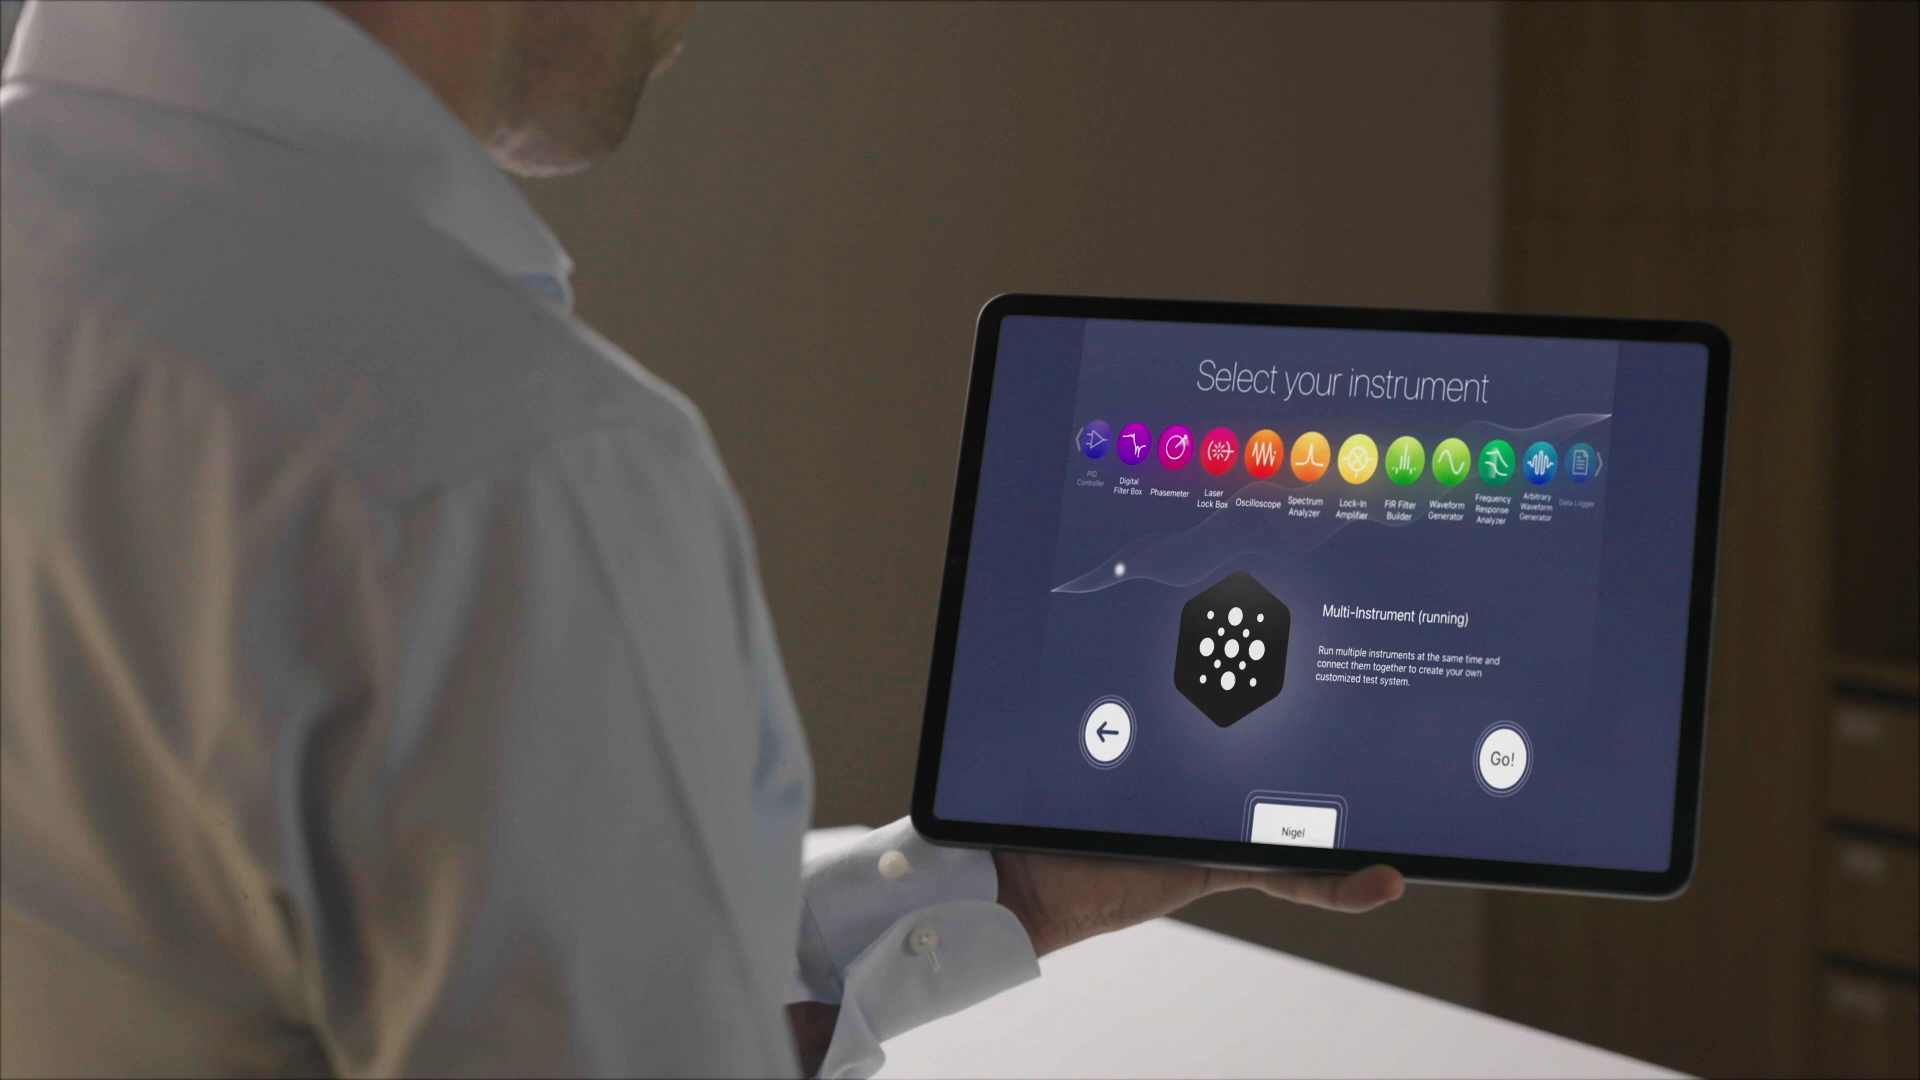 Select your instrument
PID
Controller
Digital
Filter Box
Phasemeter
Laser
Lock Box
Oscilloscope
Spectrum
Analyzer
Lock-In
Amplifier
FIR Filter
Builder
Waveform
Generator
Frequency
Response
Analyzer
Arbitrary
Waveform
Generator
Data Logger
Multi-Instrument (running)
Run multiple instruments at the same time and
connect them together to create your own
customized test system.
Go!
Nigel